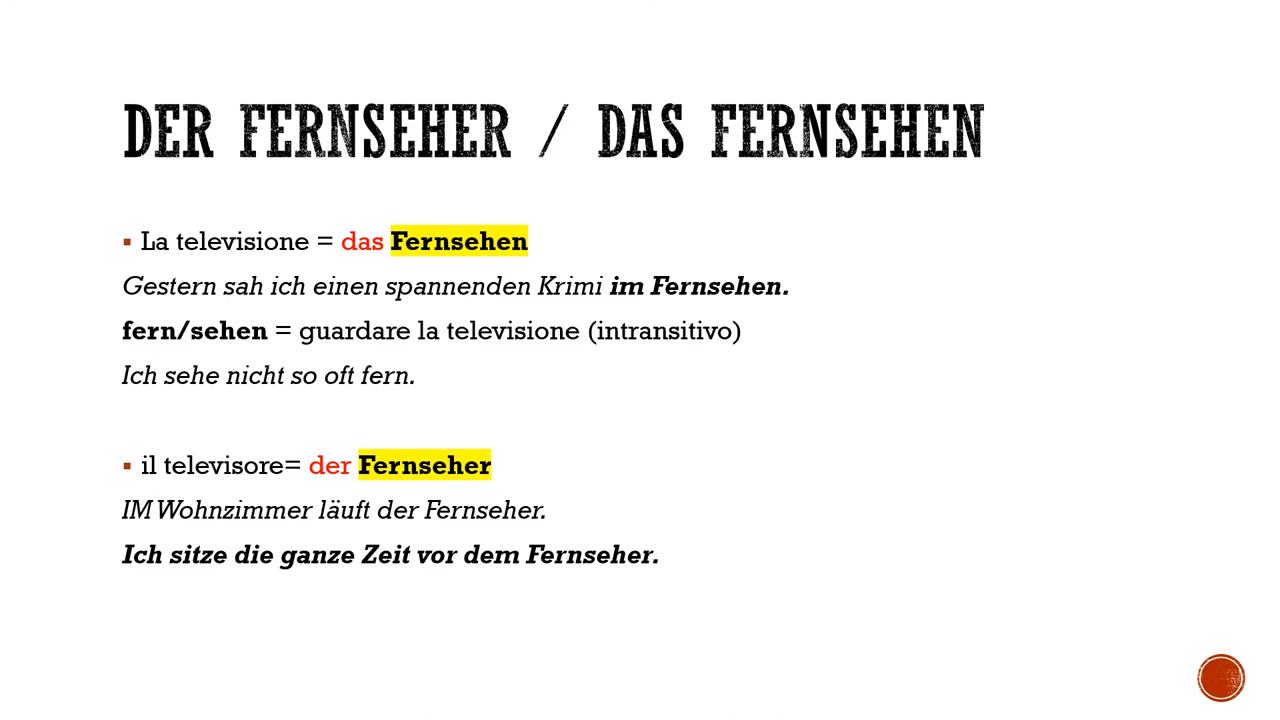 DER FERNSEHER / DAS FERNSEHEN
▪ La televisione = das Fernsehen
Gestern sah ich einen spannenden Krimi im Fernsehen.
fern/sehen = guardare la televisione (intransitivo)
Ich sehe nicht so oft fern.
▪ il televisore= der Fernseher
IM Wohnzimmer läuft der Fernseher.
Ich sitze die ganze Zeit vor dem Fernseher.